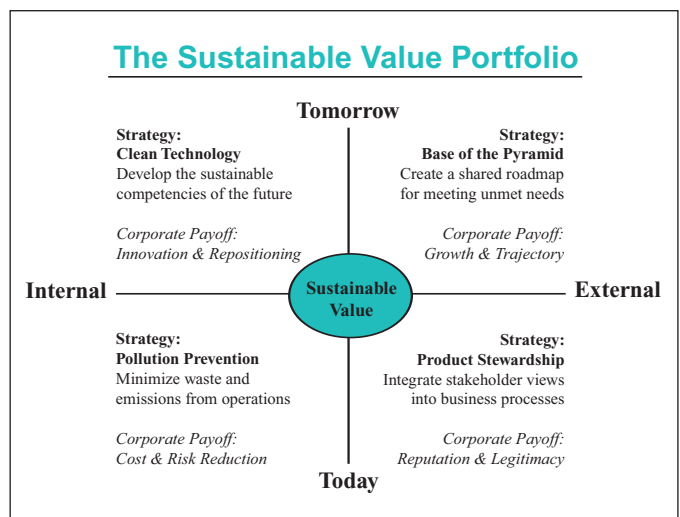 The Sustainable Value Portfolio
Tomorrow
Strategy:
Clean Technology
Develop the sustainable
competencies of the future
Corporate Payoff:
Innovation & Repositioning
Strategy:
Base of the Pyramid
Create a shared roadmap
for meeting unmet needs
Corporate Payoff:
Growth & Trajectory
Internal
Sustainable
Value
External
Strategy:
Pollution Prevention
Minimize waste and
emissions from operations
Corporate Payoff:
Cost & Risk Reduction
Strategy:
Product Stewardship
Integrate stakeholder views
into business processes
Corporate Payoff:
Reputation & Legitimacy
Today